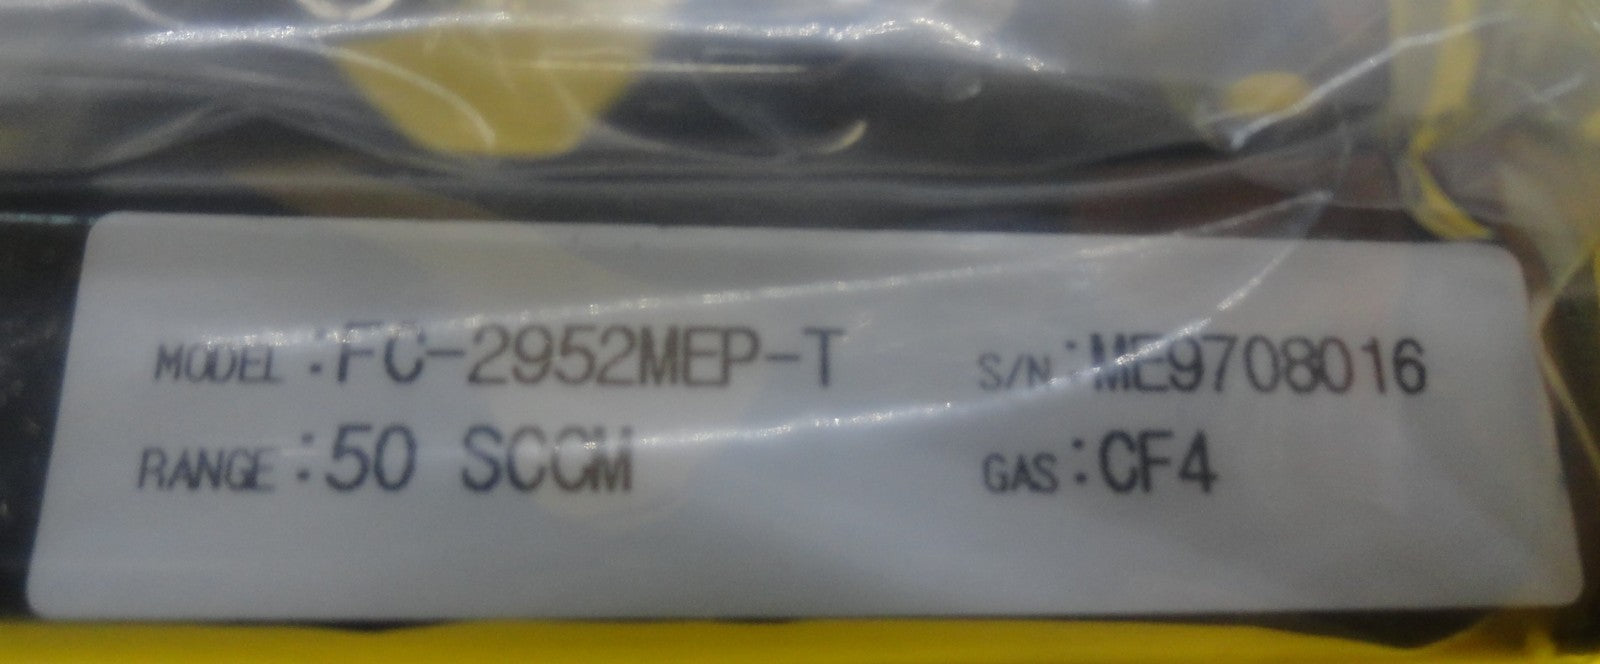 MODEL :FC-2952MEP-T S/N :ME9708016
RANGE :50 SCCM GAS :CF4